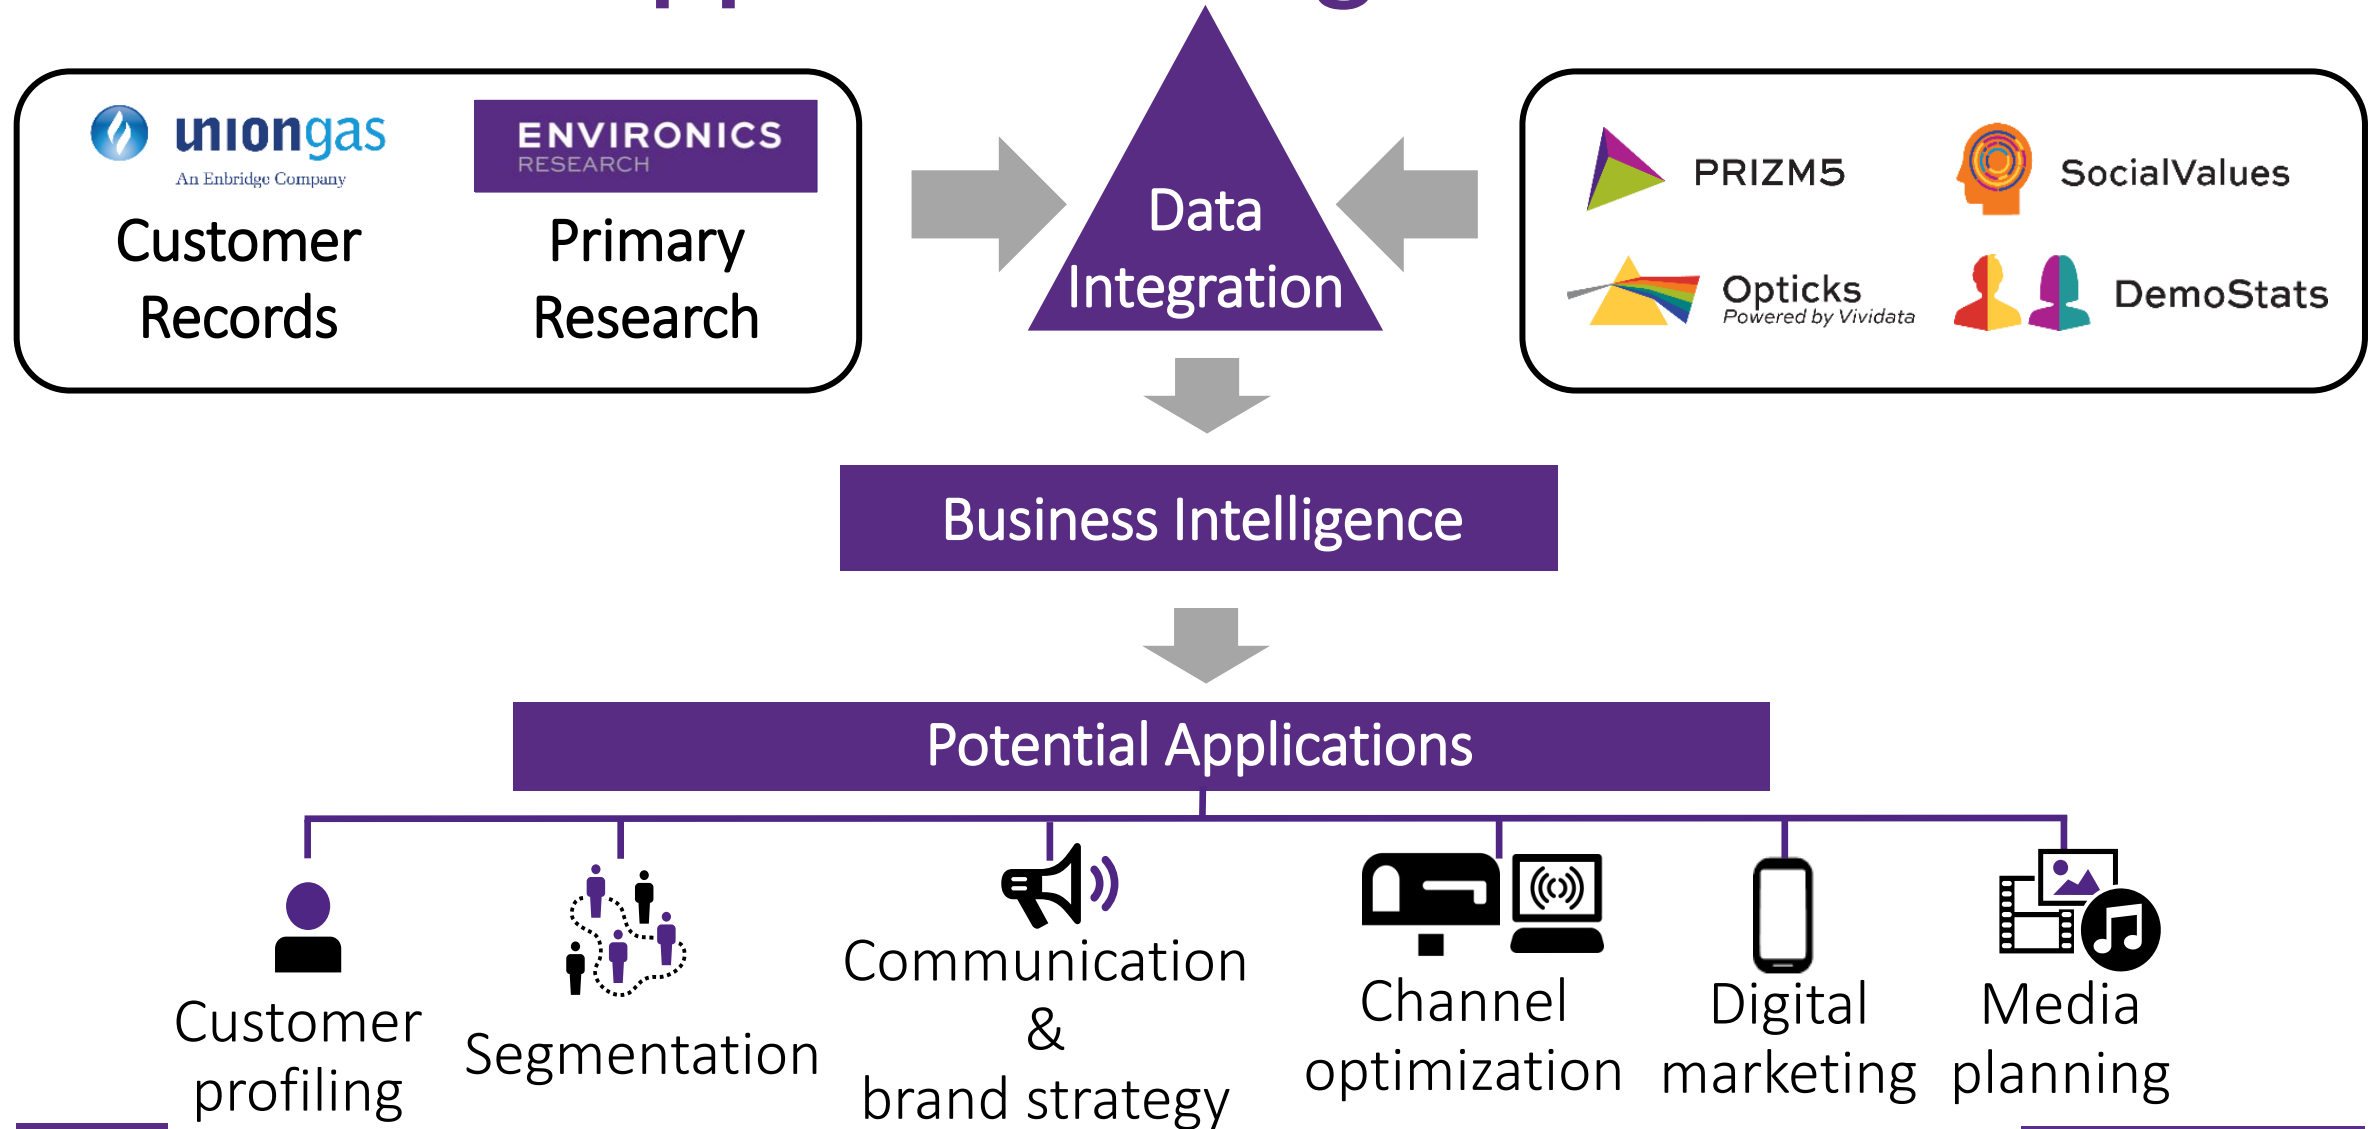 uniongas
An Enbridge Company
Customer
Records
ENVIRONICS
RESEARCH
Primary
Research
Data
Integration
PRIZM5
SocialValues
Opticks
Powered by Vividata
DemoStats
Business Intelligence
Potential Applications
Customer
profiling
Segmentation
Communication
&
brand strategy
Channel
optimization
Digital
marketing
Media
planning